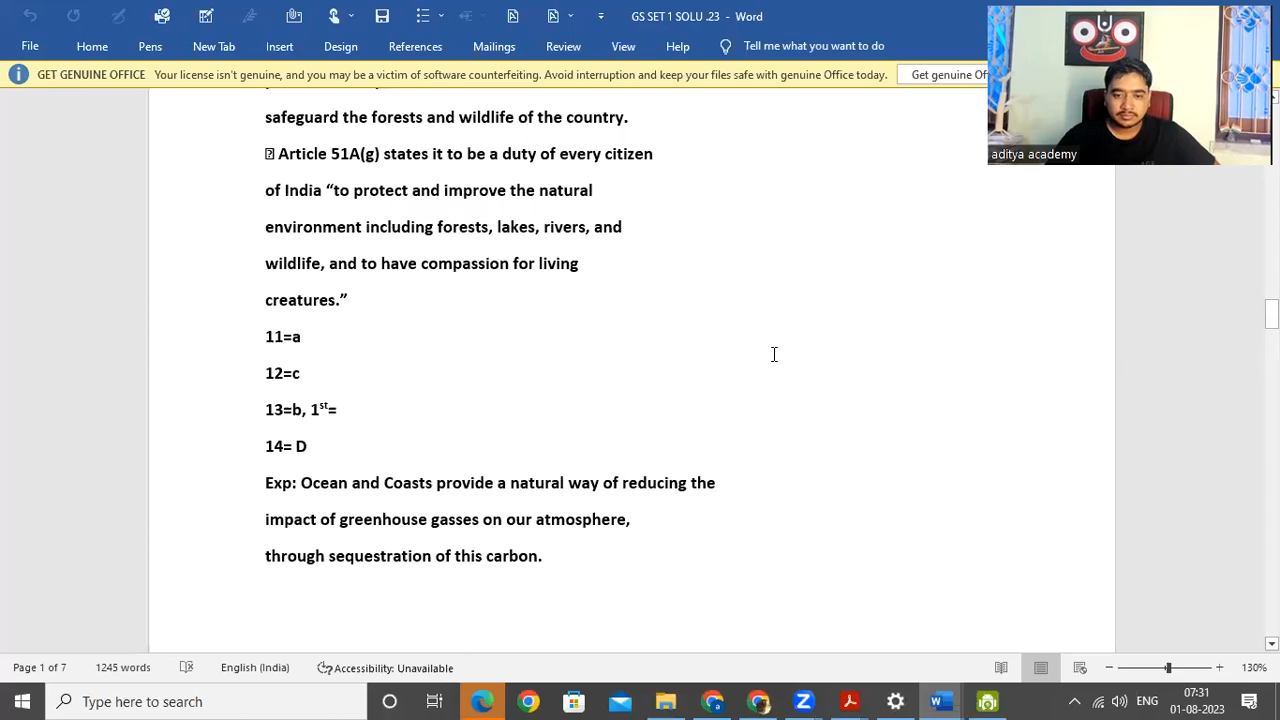 GS SET 1 SOLU .23 - Word
File Home Pens New Tab Insert Design References Mailings Review View Help Tell me what you want to do
GET GENUINE OFFICE Your license isn't genuine, and you may be a victim of software counterfeiting. Avoid interruption and keep your files safe with genuine Office today. Get genuine Of
aditya academy
safeguard the forests and wildlife of the country.
Article 51A(g) states it to be a duty of every citizen
of India “to protect and improve the natural
environment including forests, lakes, rivers, and
wildlife, and to have compassion for living
creatures.”
11=a
12=c
13=b, 1st=
14= D
Exp: Ocean and Coasts provide a natural way of reducing the
impact of greenhouse gasses on our atmosphere,
through sequestration of this carbon.
Page 1 of 7 1245 words English (India) Accessibility: Unavailable 130%
Type here to search ENG 07:31
01-08-2023